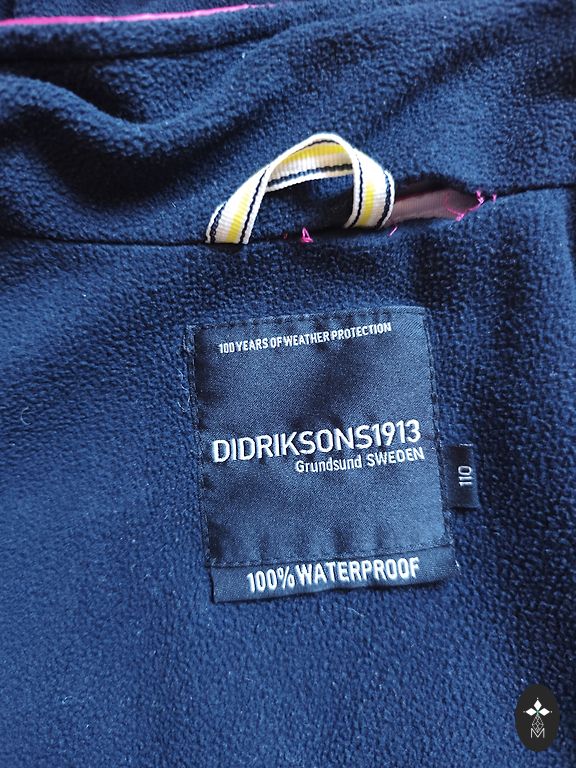 100 YEARS OF WEATHER PROTECTION
DIDRIKSONS1913
Grundsund SWEDEN
110
100% WATERPROOF
M